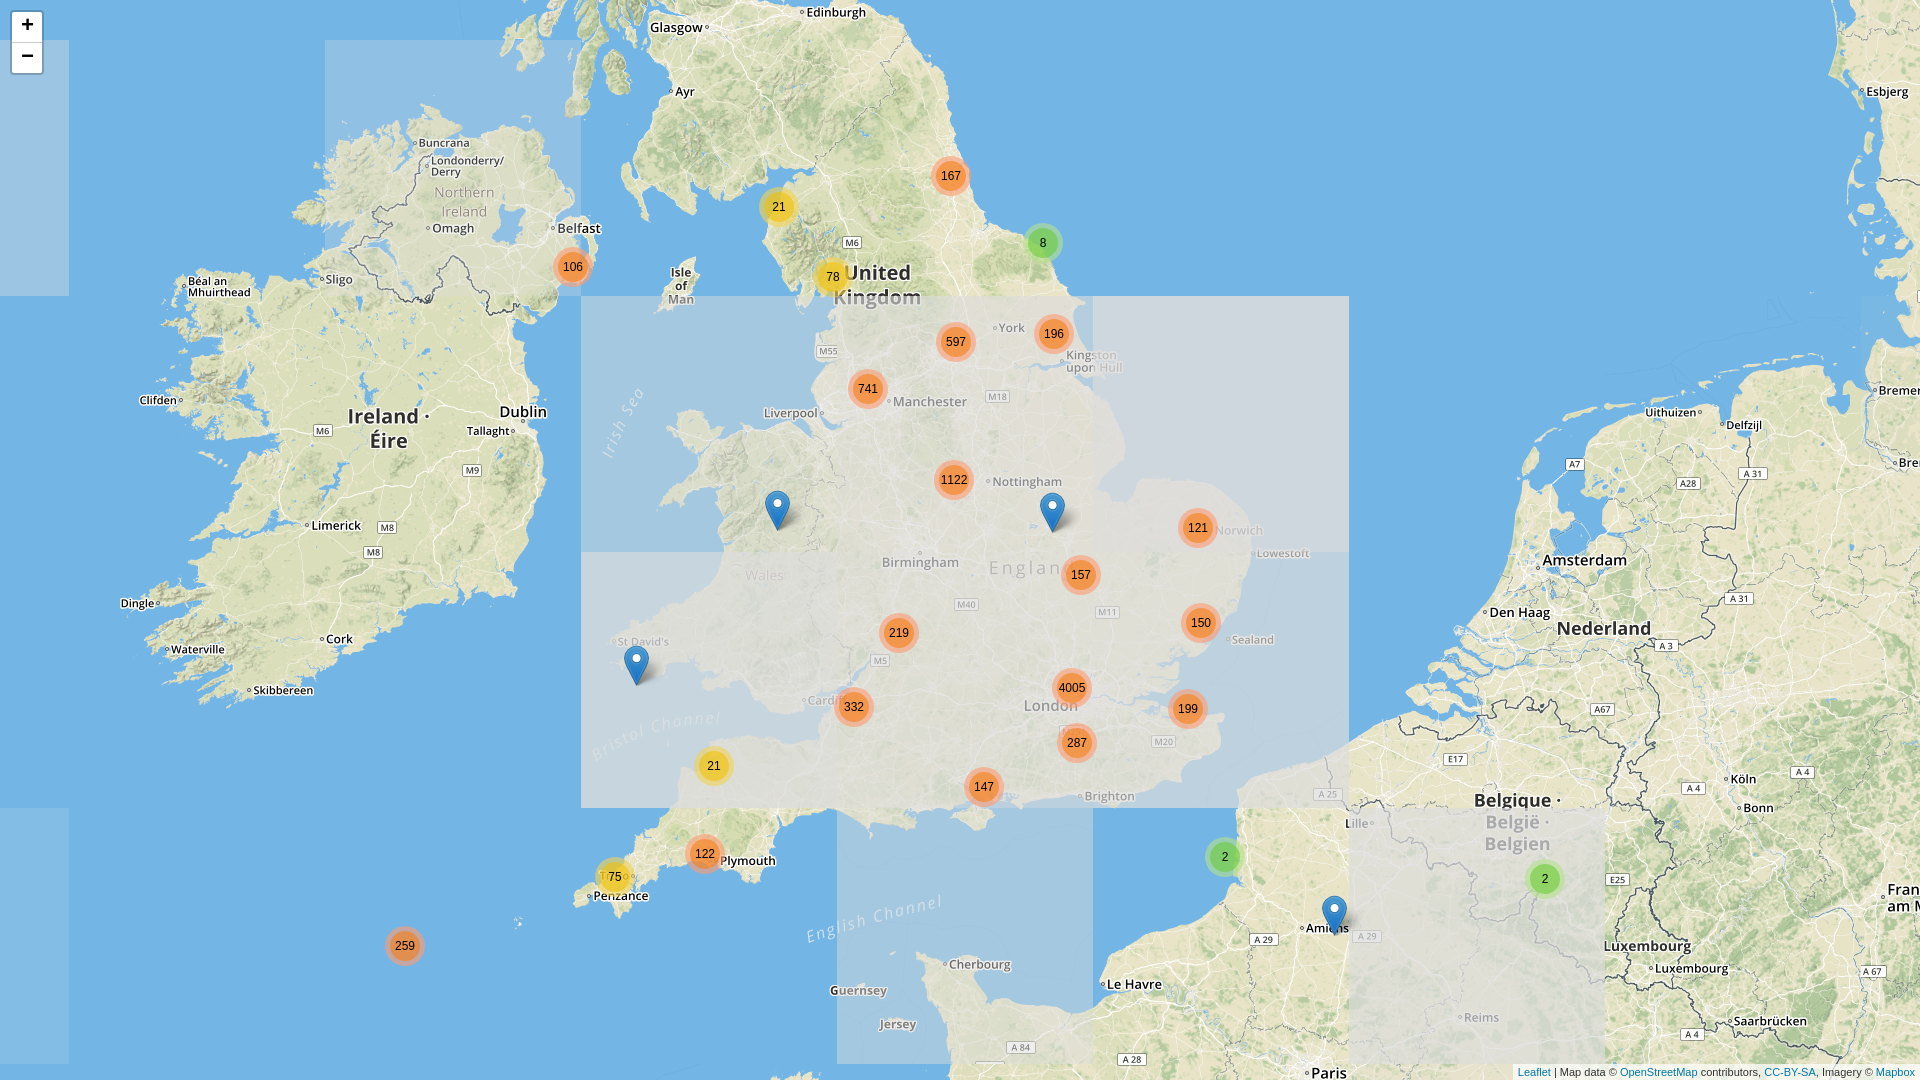 +
−
Edinburgh
Glasgow
Ayr
Esbjerg
Buncrana
Londonderry/
Derry
Northern
Ireland
Omagh
Belfast
167
21
8
M6
106
78
United
Kingdom
Isle
of
Man
Sligo
Béal an
Mhuirthead
York
196
597
Kingston
upon Hull
M55
741
Manchester
M18
Liverpool
Irish Sea
Clifden
Ireland ·
Éire
Dublin
Tallaght
M6
M9
Uithuizen
Delfzijl
A7
A 31
A28
1122
Nottingham
121
Norwich
Lowestoft
Limerick
M8
M8
Birmingham
Englan
157
Wales
Amsterdam
Dingle
M40
M11
150
Sealand
219
A 31
Den Haag
Nederland
Cork
Waterville
St David's
M5
A 3
Skibbereen
4005
London
Cardiff
332
199
A67
Bristol Channel
287
M20
E17
21
147
Brighton
A 25
Köln
A 4
A 4
Bonn
Belgique ·
België ·
Belgien
Lille
122
Plymouth
75
Penzance
2
2
E25
English Channel
Amiens
A 29
A 29
259
Luxembourg
Luxembourg
A 67
Cherbourg
Le Havre
Guernsey
Jersey
Reims
Saarbrücken
A 84
A 28
A 4
Paris
Leaflet | Map data © OpenStreetMap contributors, CC-BY-SA, Imagery © Mapbox